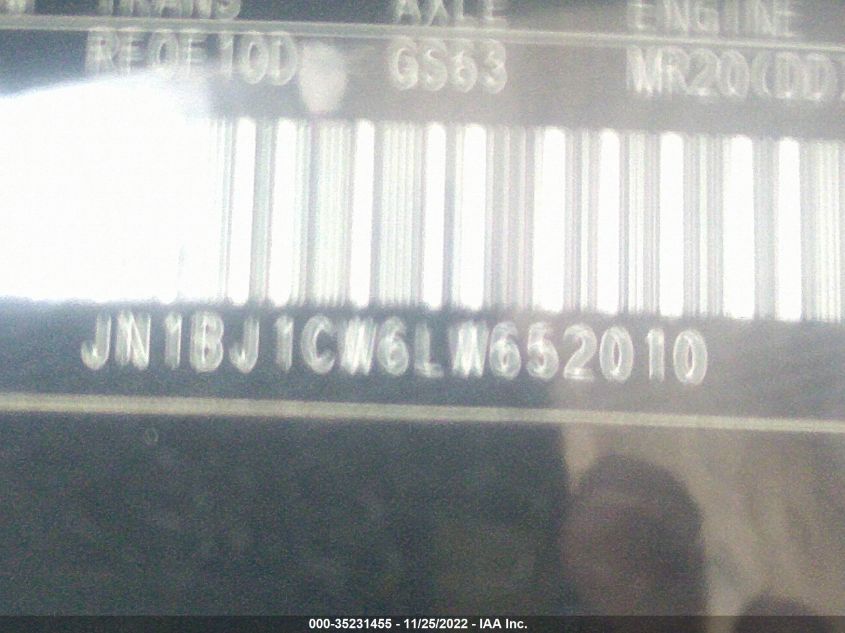 TRANS AXLE ENGINE
RE0F10D GS63 MR20(DD)
JN1BJ1CW6LW652010
000-35231455 - 11/25/2022 - IAA Inc.